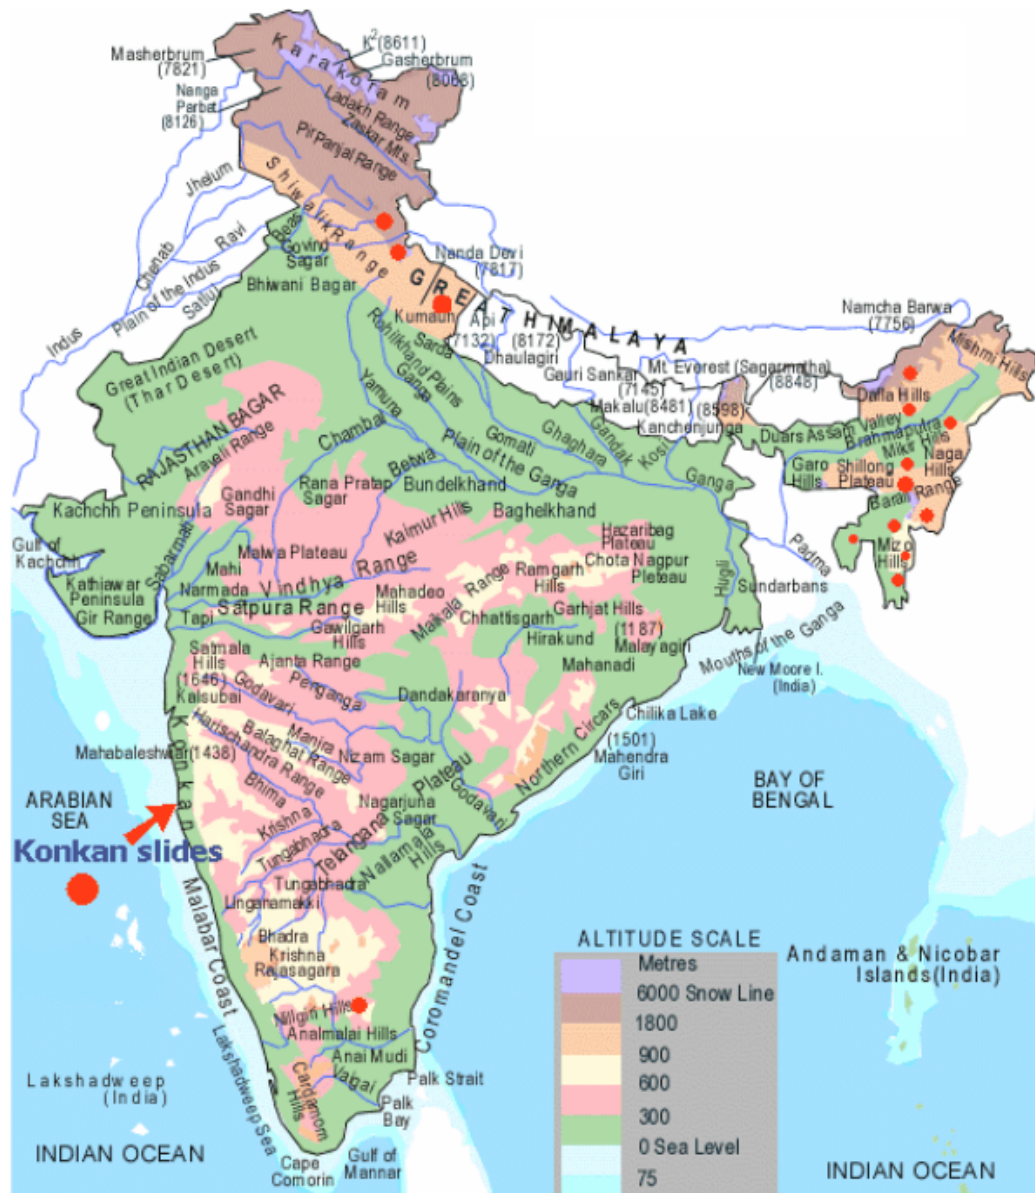 Karakoram
K2(8611)
Masherbrum
(7821)
Gasherbrum
(8068)
Nanga
Parbat
(8126)
Ladakh Range
Zaskar Mts.
Pir Panjal Range
Jhelum
Shiwalik Range
Chenab
Ravi
Beas
Govind
Sagar
Nanda Devi
(7817)
Plain of the Indus
Satluj
Indus
Bhiwani Bagar
GREAT HIMALAYA
Kumaun
Api
(7132)
(8172)
Dhaulagiri
Namcha Barwa
(7756)
Mishmi Hills
Great Indian Desert
(Thar Desert)
Rohilkhand Plains
Sarda
Gauri Sankar
(7145)
Mt. Everest (Sagarmatha)
(8848)
Makalu(8481)
(8598)
Kanchenjunga
Dafla Hills
Yamuna
Ganga
Duars
Assam Valley
Brahmaputra
Mikir Hills
Naga
Hills
RAJASTHAN BAGAR
Aravali Range
Chambal
Gomati
Ghaghara
Gandak
Kosi
Plain of the Ganga
Ganga
Garo
Hills
Shillong
Plateau
Barail Range
Betwa
Rana Pratap
Sagar
Bundelkhand
Gandhi
Sagar
Kachchh Peninsula
Baghelkhand
Kaimur Hills
Hazaribag
Plateau
Padma
Mizo
Hills
Gulf of
Kachchh
Sabarmati
Malwa Plateau
Mahi
Chota Nagpur
Pleteau
Ramgarh
Hills
Hugli
Sundarbans
Kathiawar
Peninsula
Gir Range
Narmada
Vindhya Range
Mahadeo
Hills
Maikala Range
Tapi
Satpura Range
Chhattisgarh
Garhjat Hills
(1187)
Malayagiri
Gawilgarh
Hills
Hirakund
Mouths of the Ganga
New Moore I.
(India)
Satmala
Hills
(1646)
Kalsubai
Ajanta Range
Mahanadi
Godavari
Penganga
Dandakaranya
Chilika Lake
Northern Circars
(1501)
Mahendra
Giri
Konkan
Harischandra Range
Balaghat Range
Manjra
Mahabaleshwar(1438)
Nizam Sagar
BAY OF
BENGAL
Bhima
ARABIAN
SEA
Telangana Plateau
Godavari
Nagarjuna
Sagar
Krishna
Konkan slides
Tungabhadra
Nallamala
Hills
Tungabhadra
Linganamakki
Malabar Coast
Coromandel Coast
Bhadra
Krishna
Rajasagara
ALTITUDE SCALE
Metres
6000 Snow Line
1800
900
600
300
0 Sea Level
75
Andaman & Nicobar
Islands(India)
Nilgiri Hills
Lakshadweep Sea
Analmalai Hills
Anai Mudi
Vaigai
Cardamom
Hills
Palk Strait
Palk
Bay
Lakshadweep
(India)
INDIAN OCEAN
Cape
Comorin
Gulf of
Mannar
INDIAN OCEAN